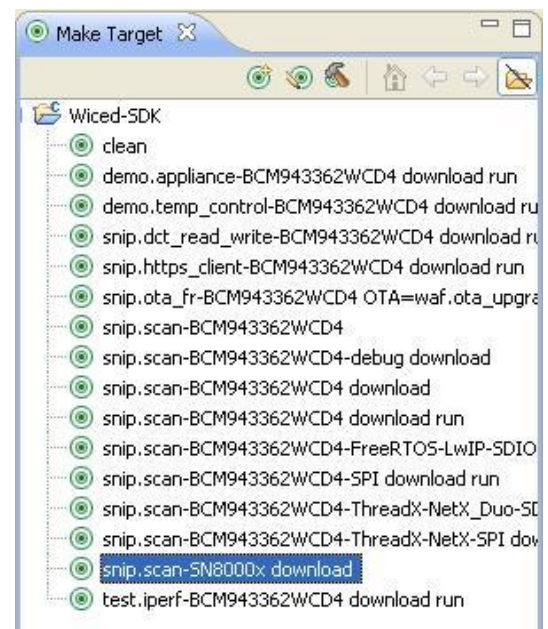 Make Target
Wiced-SDK
clean
demo.appliance-BCM943362WCD4 download run
demo.temp_control-BCM943362WCD4 download ru
snip.dct_read_write-BCM943362WCD4 download ru
snip.https_client-BCM943362WCD4 download run
snip.ota_fr-BCM943362WCD4 OTA=waf.ota_upgra
snip.scan-BCM943362WCD4
snip.scan-BCM943362WCD4-debug download
snip.scan-BCM943362WCD4 download
snip.scan-BCM943362WCD4 download run
snip.scan-BCM943362WCD4-FreeRTOS-LwIP-SDIO
snip.scan-BCM943362WCD4-SPI download run
snip.scan-BCM943362WCD4-ThreadX-NetX_Duo-SD
snip.scan-BCM943362WCD4-ThreadX-NetX-SPI dow
snip.scan-SN8000x download
test.iperf-BCM943362WCD4 download run